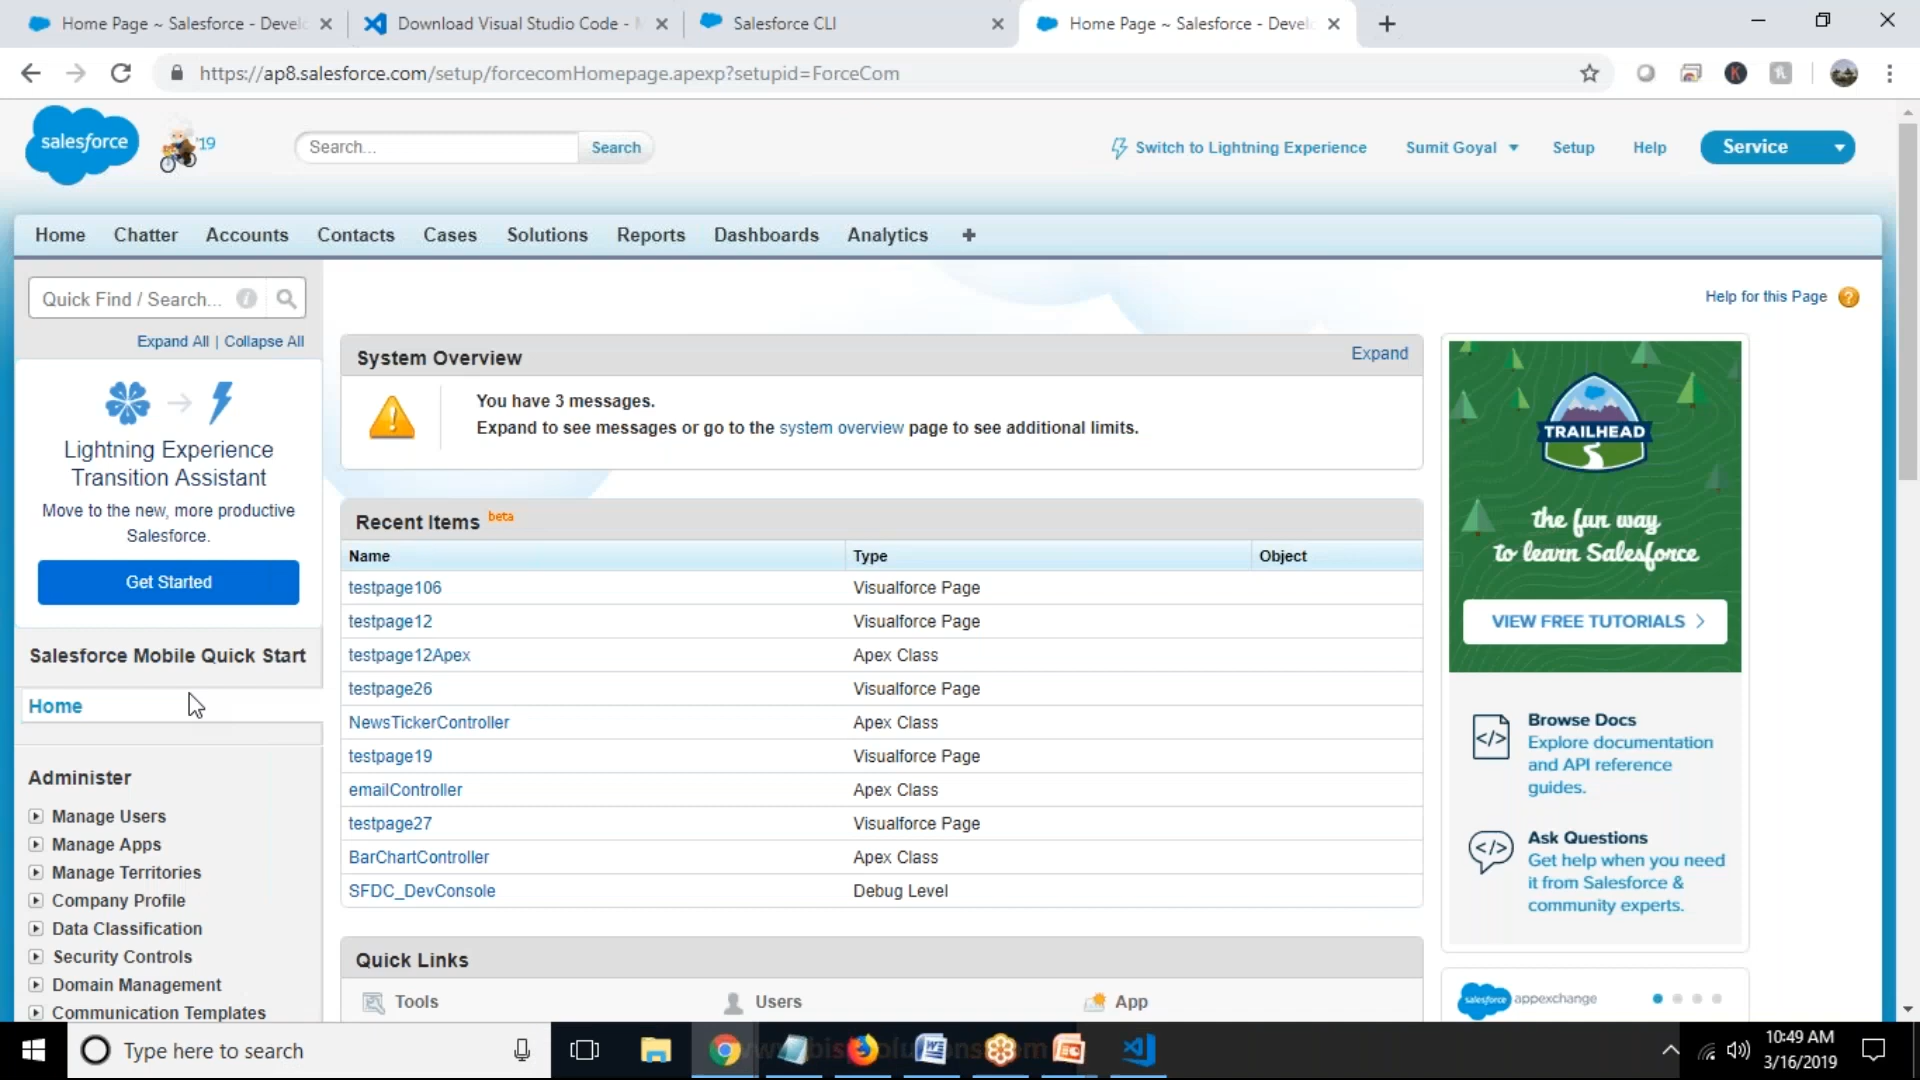 Home Page ~ Salesforce - Develo
Download Visual Studio Code - M
Salesforce CLI
Home Page ~ Salesforce - Develo
https://ap8.salesforce.com/setup/forcecomHomepage.apexp?setupid=ForceCom
salesforce
'19
Search...
Search
Switch to Lightning Experience
Sumit Goyal
Setup
Help
Service
Home
Chatter
Accounts
Contacts
Cases
Solutions
Reports
Dashboards
Analytics
+
Quick Find / Search...
Expand All | Collapse All
Lightning Experience
Transition Assistant
Move to the new, more productive
Salesforce.
Get Started
Salesforce Mobile Quick Start
Home
Administer
Manage Users
Manage Apps
Manage Territories
Company Profile
Data Classification
Security Controls
Domain Management
Communication Templates
Help for this Page
System Overview
Expand
You have 3 messages.
Expand to see messages or go to the system overview page to see additional limits.
Recent Items beta
Name Type Object
testpage106 Visualforce Page
testpage12 Visualforce Page
testpage12Apex Apex Class
testpage26 Visualforce Page
NewsTickerController Apex Class
testpage19 Visualforce Page
emailController Apex Class
testpage27 Visualforce Page
BarChartController Apex Class
SFDC_DevConsole Debug Level
Quick Links
Tools
Users
App
TRAILHEAD
the fun way
to learn Salesforce
VIEW FREE TUTORIALS >
Browse Docs
Explore documentation
and API reference
guides.
Ask Questions
Get help when you need
it from Salesforce &
community experts.
salesforce appexchange
Type here to search
10:49 AM
3/16/2019